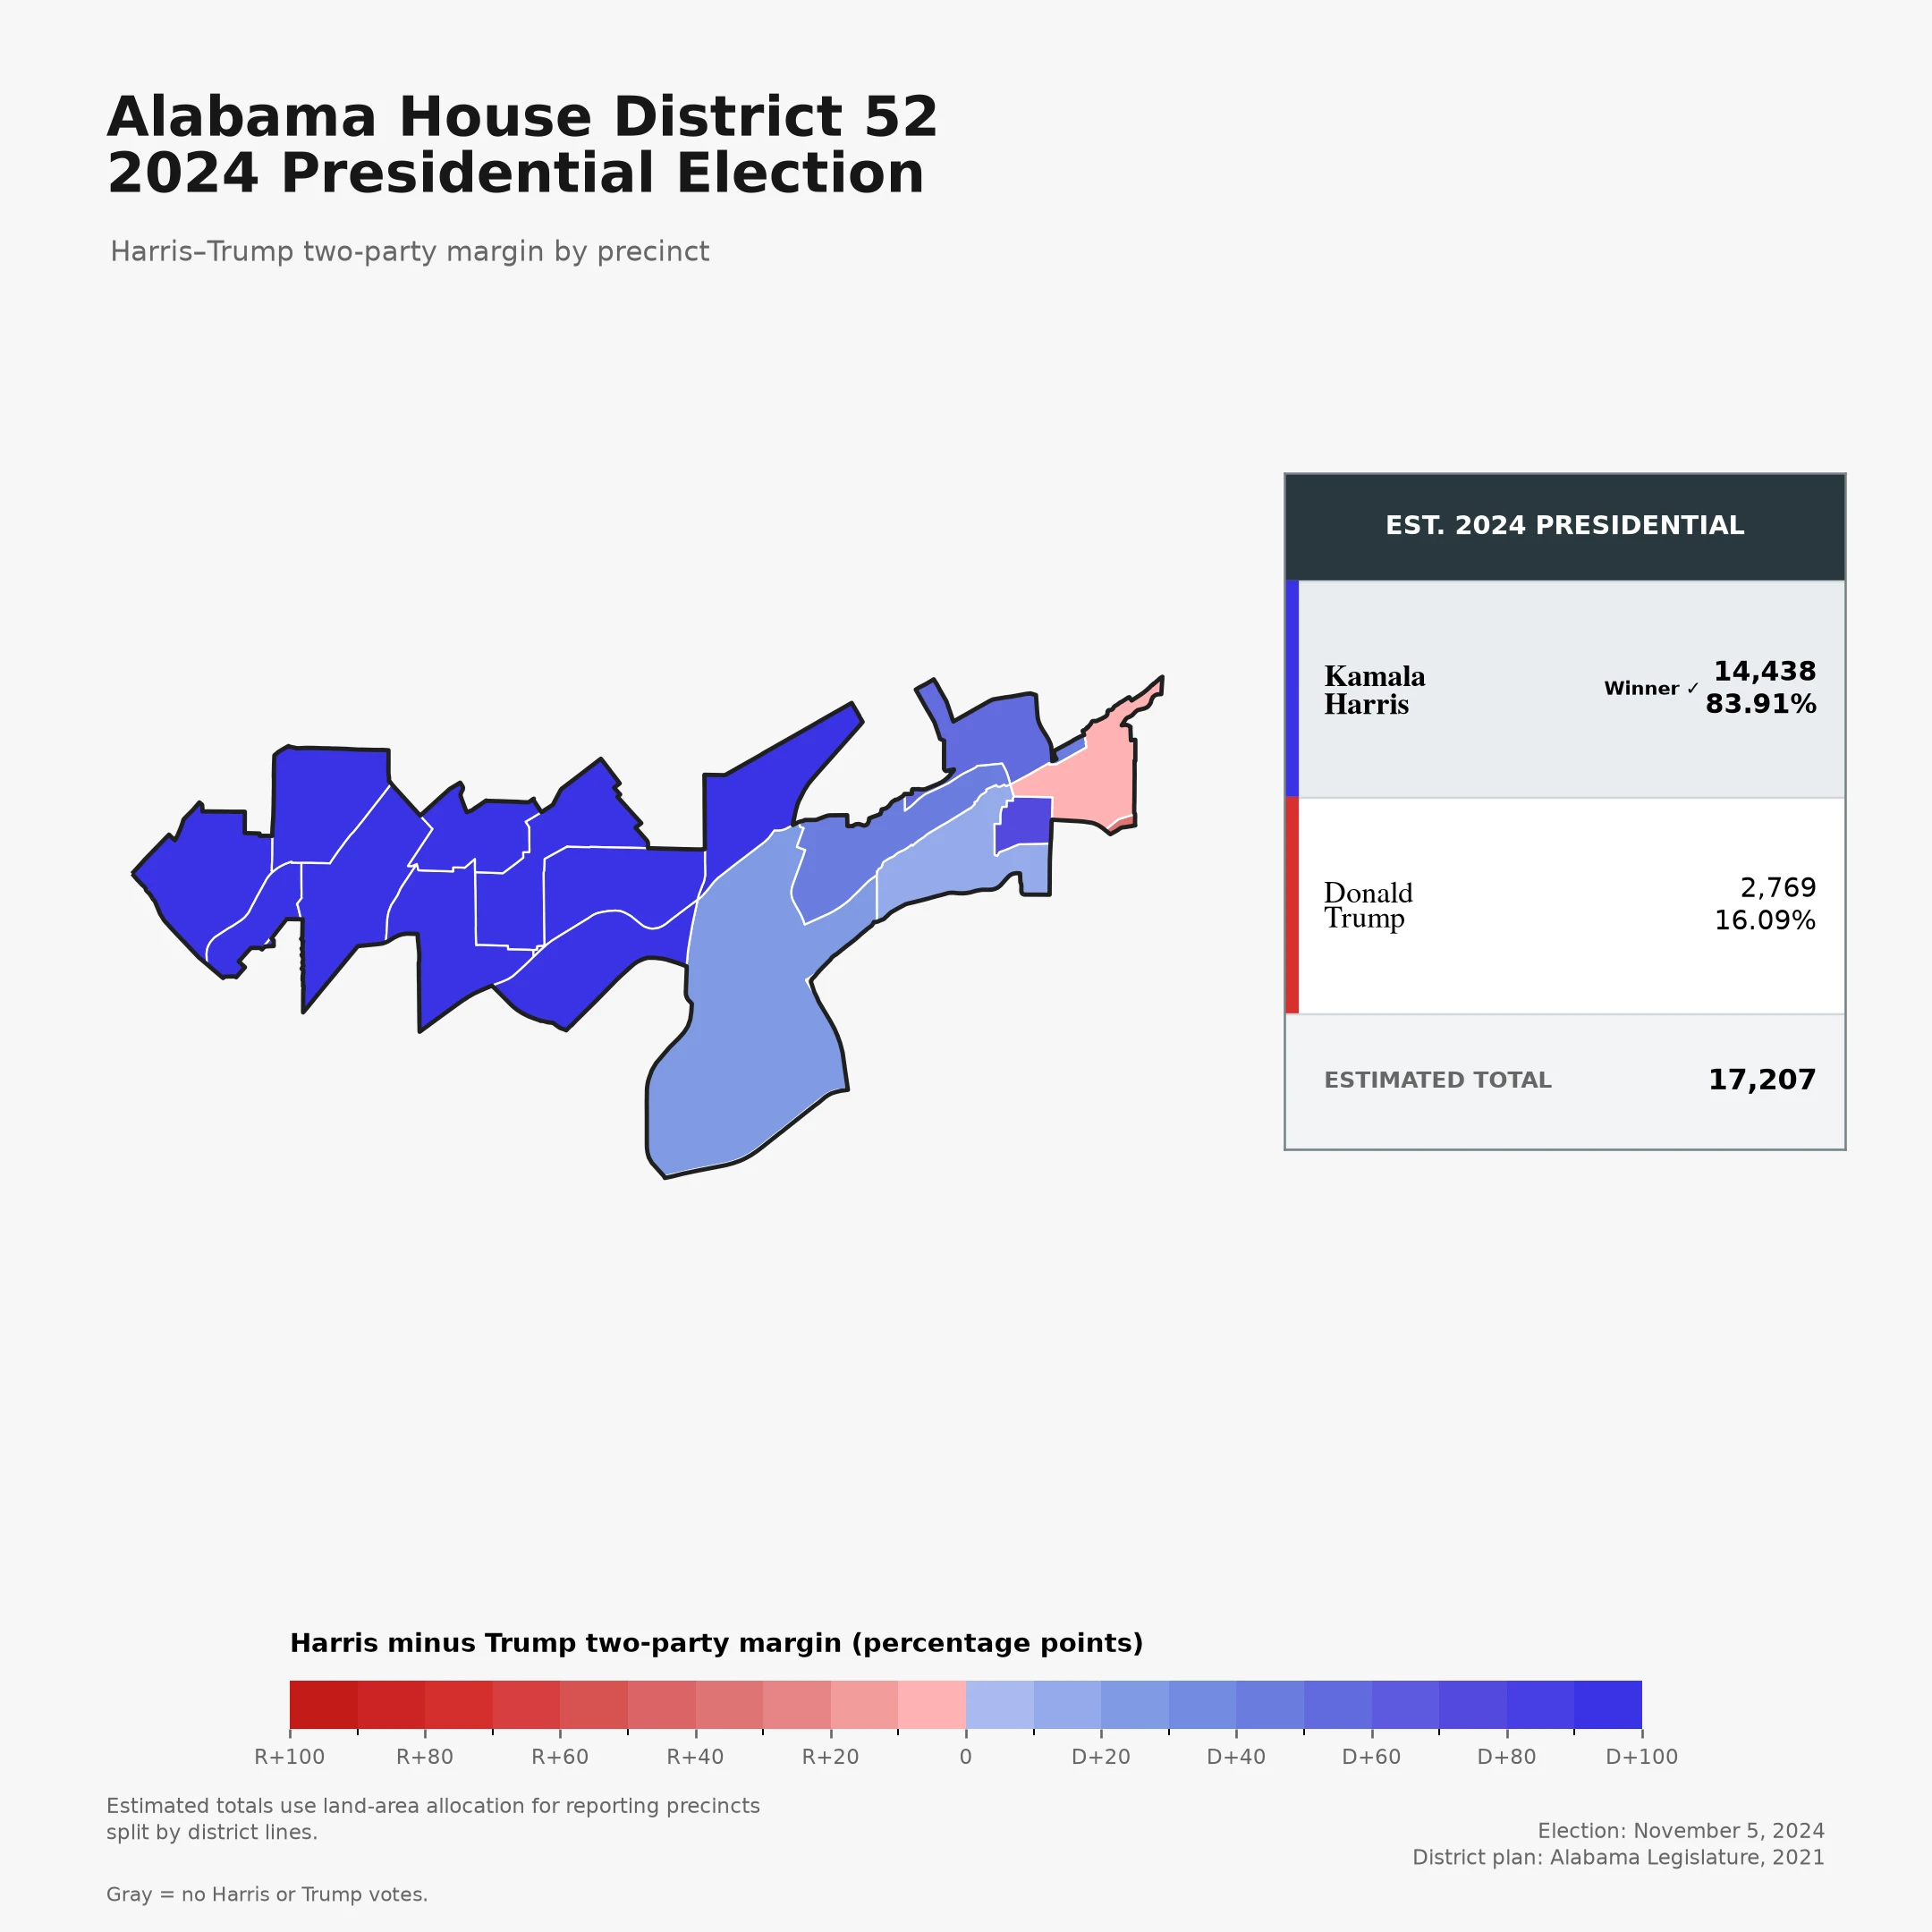 Alabama House District 52
2024 Presidential Election
Harris–Trump two-party margin by precinct
EST. 2024 PRESIDENTIAL
Kamala
Harris
Winner ✓
14,438
83.91%
Donald
Trump
2,769
16.09%
ESTIMATED TOTAL
17,207
Harris minus Trump two-party margin (percentage points)
R+100 R+80 R+60 R+40 R+20 0 D+20 D+40 D+60 D+80 D+100
Estimated totals use land-area allocation for reporting precincts
split by district lines.
Gray = no Harris or Trump votes.
Election: November 5, 2024
District plan: Alabama Legislature, 2021